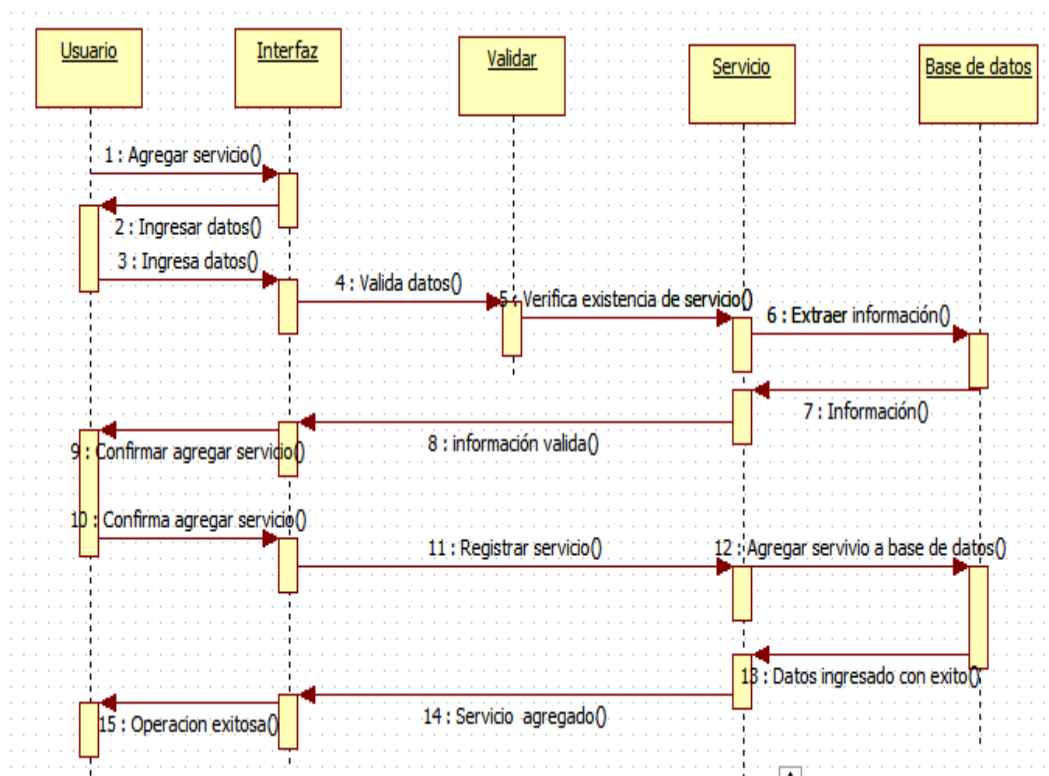 Usuario
Interfaz
Validar
Servicio
Base de datos
1 : Agregar servicio()
2 : Ingresar datos()
3 : Ingresa datos()
4 : Valida datos()
5 : Verifica existencia de servicio()
6 : Extraer información()
7 : Información()
8 : información valida()
9 : Confirmar agregar servicio()
10 : Confirma agregar servicio()
11 : Registrar servicio()
12 : Agregar servivio a base de datos()
13 : Datos ingresado con exito()
14 : Servicio agregado()
15 : Operacion exitosa()